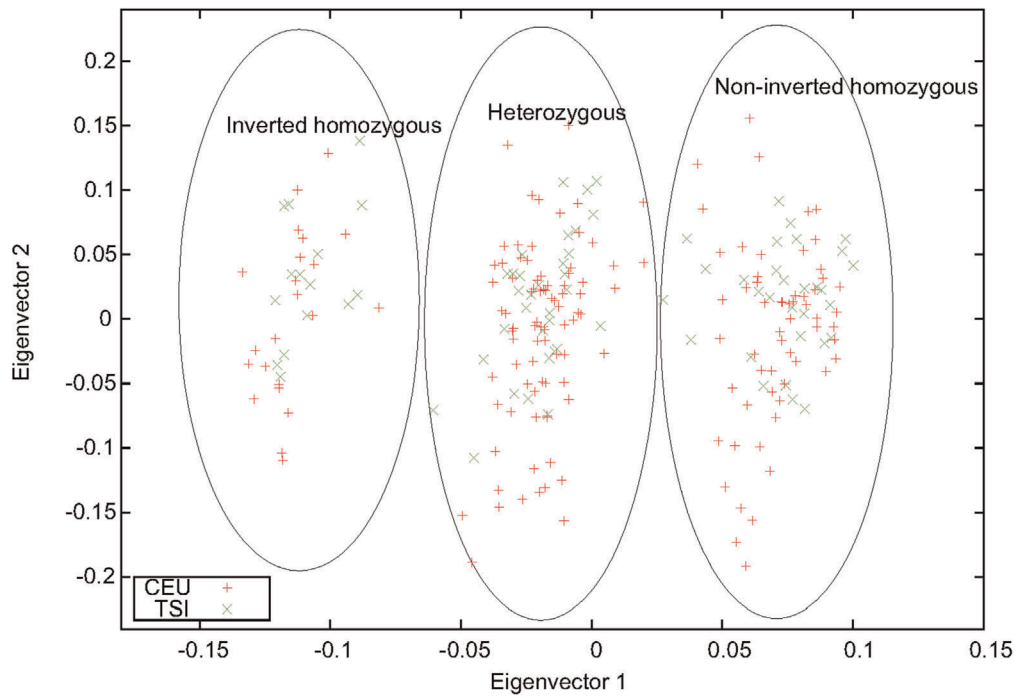 0.2
Non-inverted homozygous
0.15
Inverted homozygous
Heterozygous
0.1
0.05
0
-0.05
-0.1
-0.15
-0.2
Eigenvector 2
CEU
TSI
-0.15
-0.1
-0.05
0
0.05
0.1
0.15
Eigenvector 1